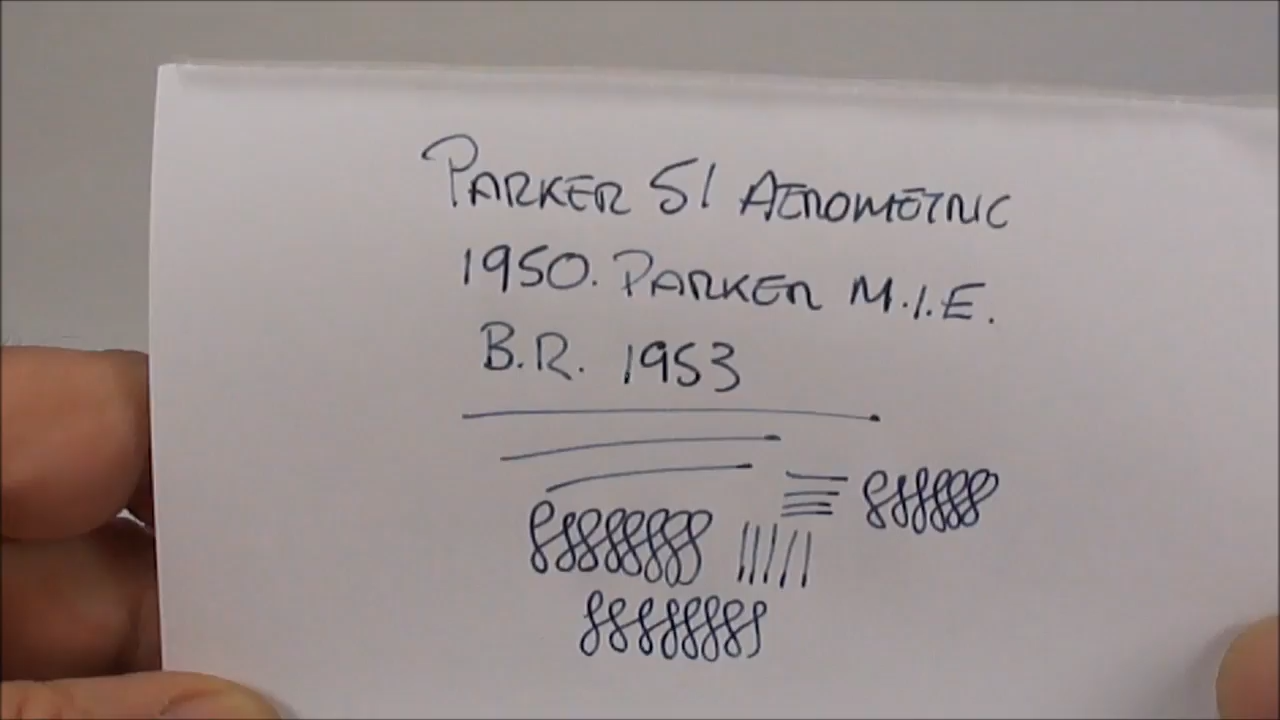 PARKER 51 AEROMETRIC
1950. PARKER M.I.E.
B.R. 1953